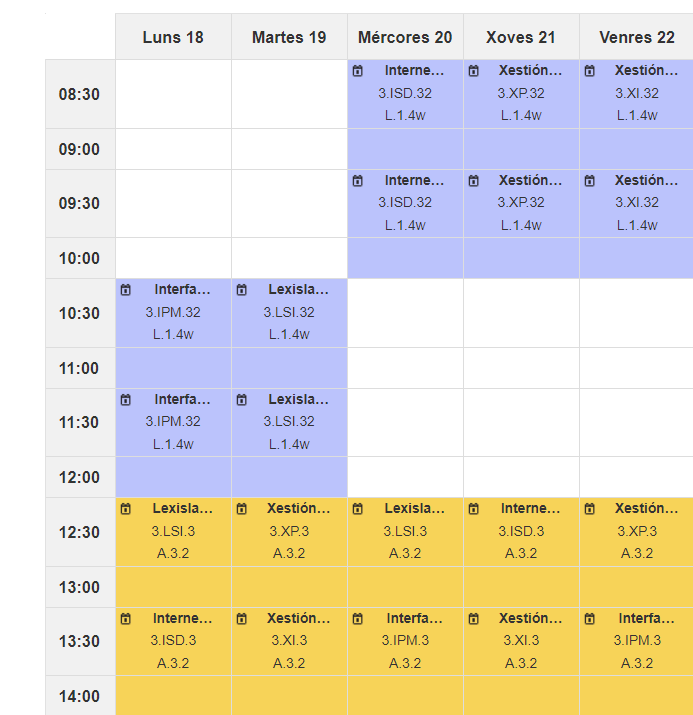 Luns 18 Martes 19 Mércores 20 Xoves 21 Venres 22
08:30 Interne... Xestión... Xestión...
3.ISD.32 3.XP.32 3.XI.32
L.1.4w L.1.4w L.1.4w
09:00
09:30 Interne... Xestión... Xestión...
3.ISD.32 3.XP.32 3.XI.32
L.1.4w L.1.4w L.1.4w
10:00
10:30 Interfa... Lexisla...
3.IPM.32 3.LSI.32
L.1.4w L.1.4w
11:00
11:30 Interfa... Lexisla...
3.IPM.32 3.LSI.32
L.1.4w L.1.4w
12:00
12:30 Lexisla... Xestión... Lexisla... Interne... Xestión...
3.LSI.3 3.XP.3 3.LSI.3 3.ISD.3 3.XP.3
A.3.2 A.3.2 A.3.2 A.3.2 A.3.2
13:00
13:30 Interne... Xestión... Interfa... Xestión... Interfa...
3.ISD.3 3.XI.3 3.IPM.3 3.XI.3 3.IPM.3
A.3.2 A.3.2 A.3.2 A.3.2 A.3.2
14:00